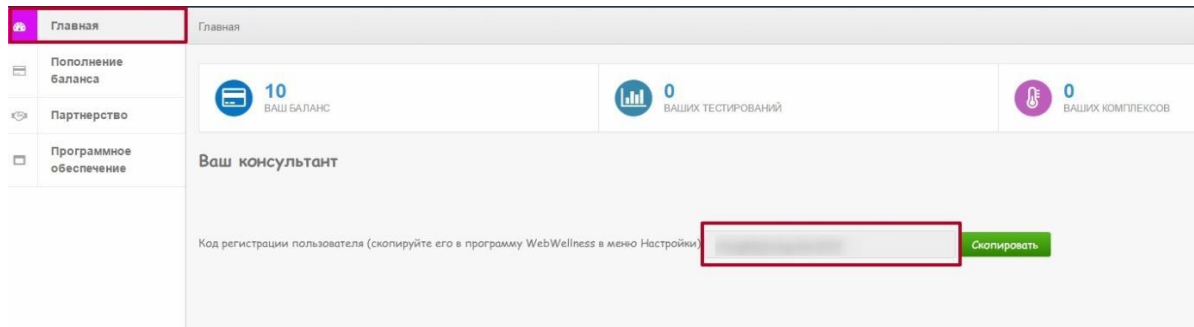 Главная
Пополнение
баланса
Партнерство
Программное
обеспечение
Главная
10
ВАШ БАЛАНС
0
ВАШИХ ТЕСТИРОВАНИЙ
0
ВАШИХ КОМПЛЕКСОВ
Ваш консультант
Код регистрации пользователя (скопируйте его в программу WebWellness в меню Настройки)
Скопировать